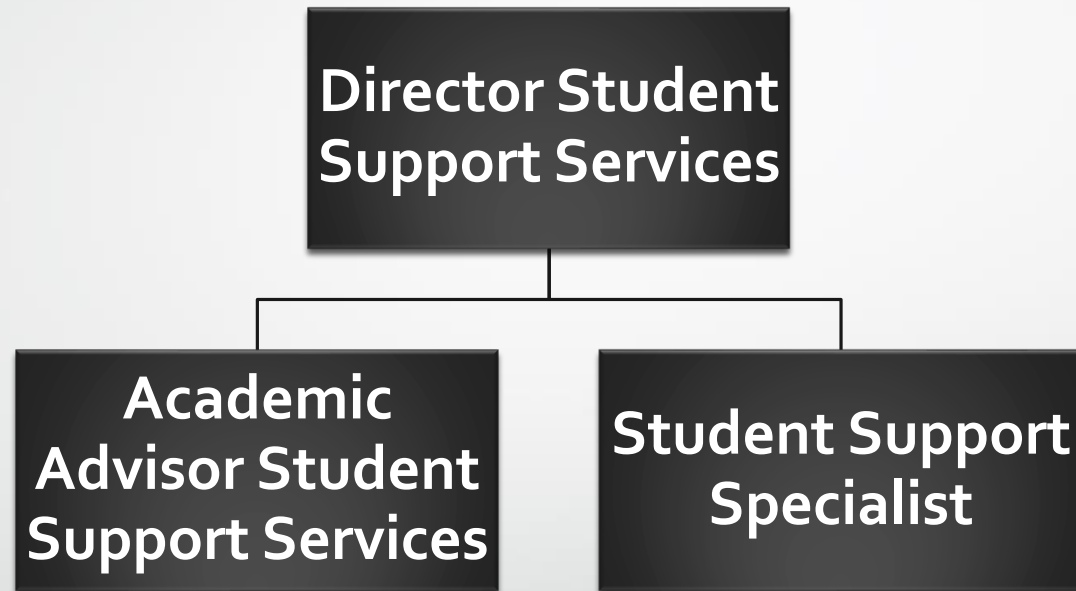 Director Student
Support Services
Academic
Advisor Student
Support Services
Student Support
Specialist